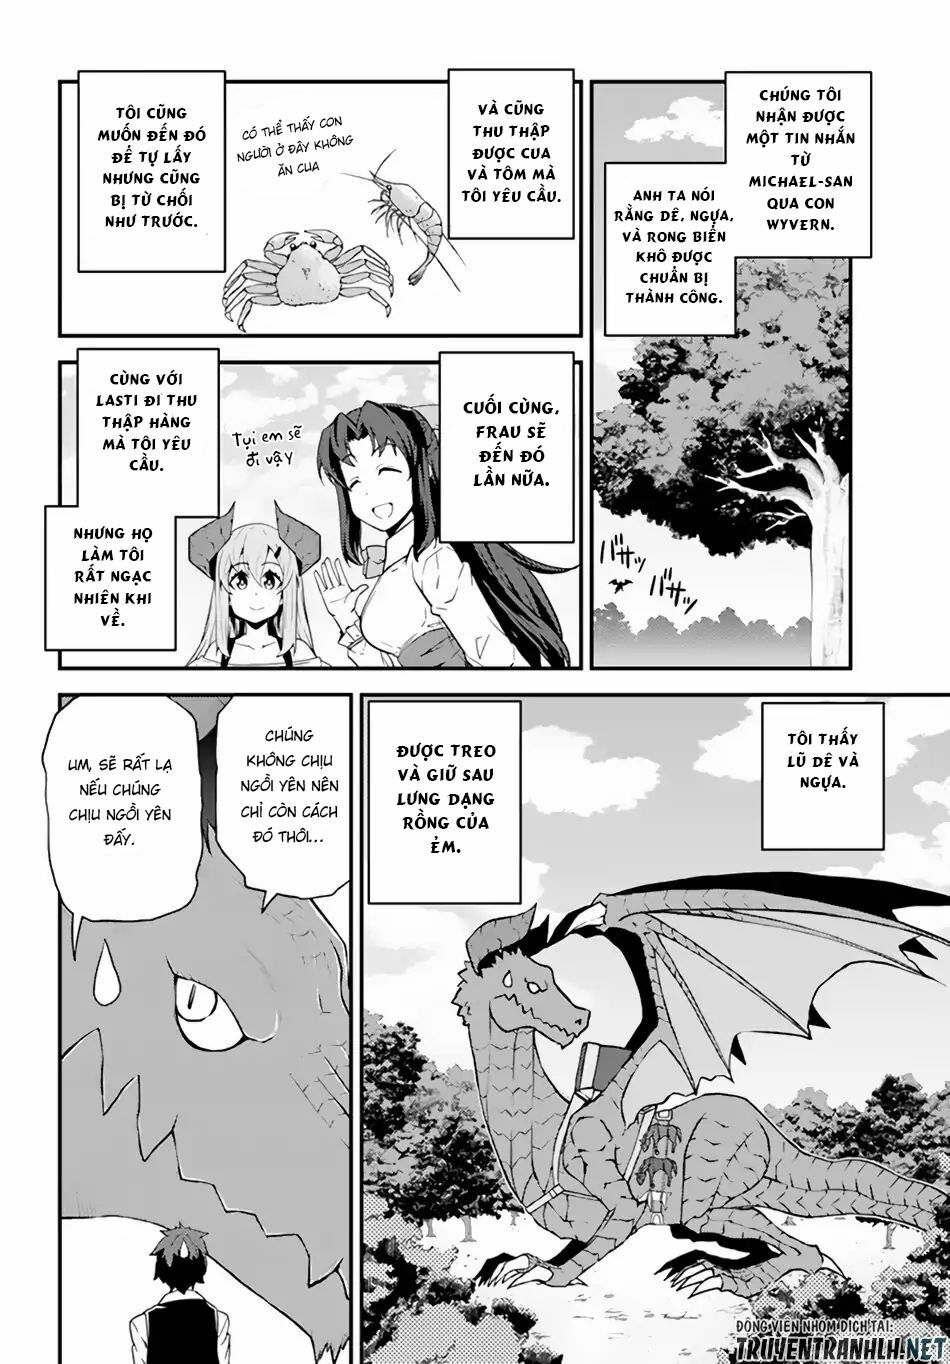 CHÚNG TÔI
NHẬN ĐƯỢC
MỘT TIN NHẮN
TỪ
MICHAEL-SAN
QUA CON
WYVERN.
ANH TA NÓI
RẰNG DÊ, NGỰA,
VÀ RONG BIỂN
KHÔ ĐƯỢC
CHUẨN BỊ
THÀNH CÔNG.
VÀ CŨNG
THU THẬP
ĐƯỢC CUA
VÀ TÔM MÀ
TÔI YÊU CẦU.
CÓ THỂ THẤY CON
NGƯỜI Ở ĐÂY KHÔNG
ĂN CUA
TÔI CŨNG
MUỐN ĐẾN ĐÓ
ĐỂ TỰ LẤY
NHƯNG CŨNG
BỊ TỪ CHỐI
NHƯ TRƯỚC.
バサ
バサ
CUỐI CÙNG,
FRAU SẼ
ĐẾN ĐÓ
LẦN NỮA.
Tụi em sẽ
đi vậy
CÙNG VỚI
LASTI ĐI THU
THẬP HÀNG
MÀ TÔI YÊU
CẦU.
NHƯNG HỌ
LÀM TÔI
RẤT NGẠC
NHIÊN KHI
VỀ.
TÔI THẤY
LŨ DÊ VÀ
NGỰA.
ĐƯỢC TREO
VÀ GIỮ SAU
LƯNG DẠNG
RỒNG CỦA
ẺM.
CHÚNG
KHÔNG CHỊU
NGỒI YÊN NÊN
CHỈ CÒN CÁCH
ĐÓ THÔI...
UM, SẼ RẤT LẠ
NẾU CHÚNG
CHỊU NGỒI YÊN
ĐẤY.
ĐỘNG VIÊN NHÓM DỊCH TẠI:
TRUYENTRANHLH.NET